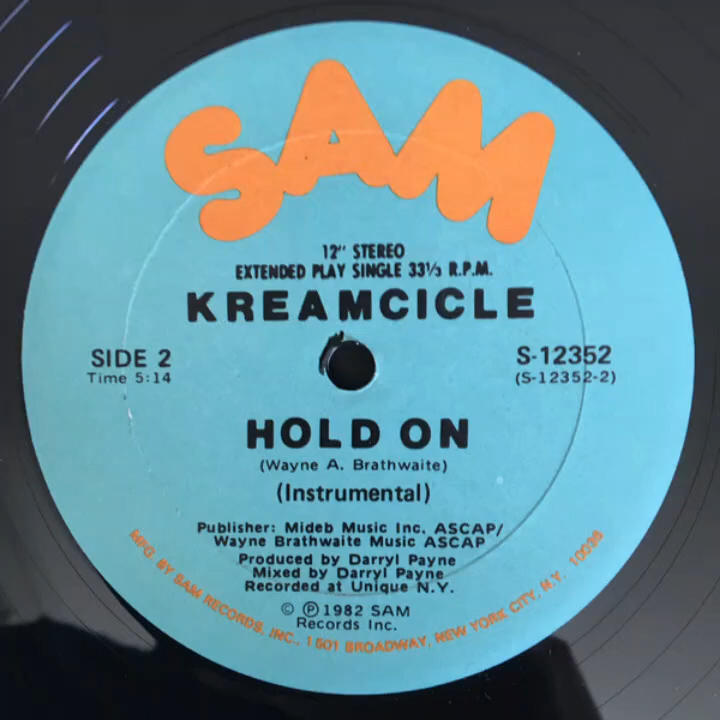 SAM
12" STEREO
EXTENDED PLAY SINGLE 33⅓ R.P.M.
KREAMCICLE
SIDE 2
Time 5:14
S-12352
(S-12352-2)
HOLD ON
(Wayne A. Brathwaite)
(Instrumental)
Publisher: Mideb Music Inc. ASCAP/
Wayne Brathwaite Music ASCAP
Produced by Darryl Payne
Mixed by Darryl Payne
Recorded at Unique N.Y.
© ℗1982 SAM
Records Inc.
MFG. BY SAM RECORDS, INC., 1501 BROADWAY, NEW YORK CITY, N.Y. 10036